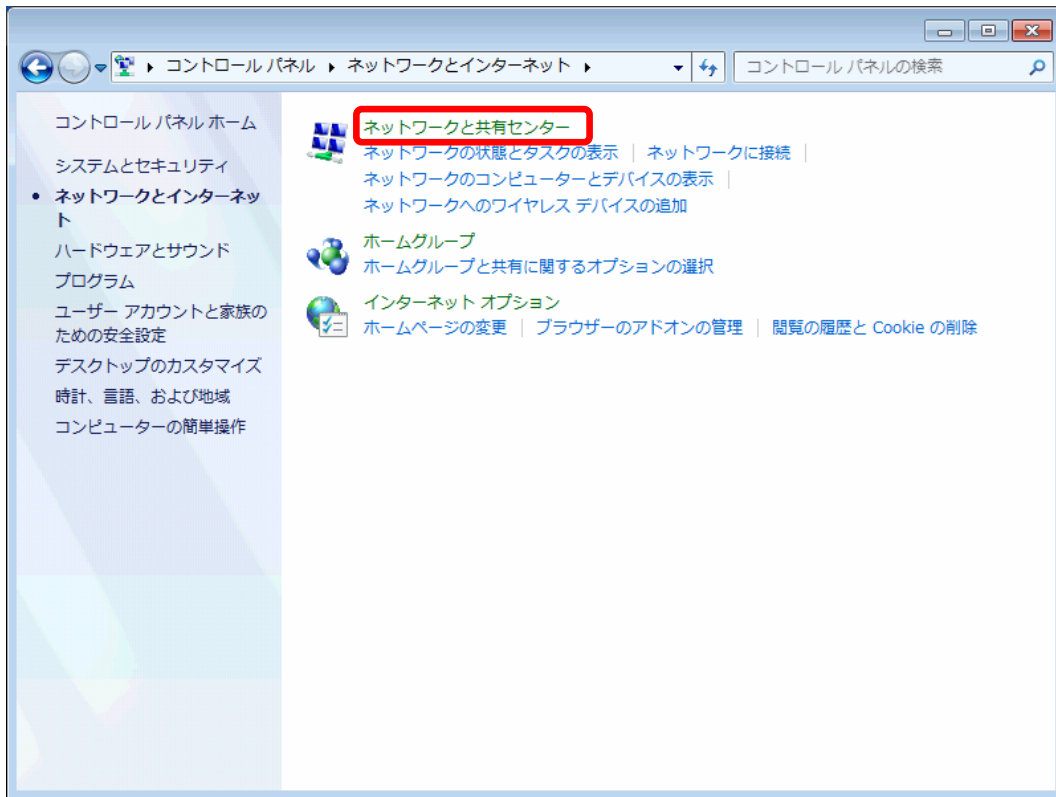 コントロール パネル ネットワークとインターネット コントロール パネルの検索
コントロール パネル ホーム
システムとセキュリティ
ネットワークとインターネッ
ト
ハードウェアとサウンド
プログラム
ユーザー アカウントと家族の
ための安全設定
デスクトップのカスタマイズ
時計、言語、および地域
コンピューターの簡単操作
ネットワークと共有センター
ネットワークの状態とタスクの表示 ネットワークに接続
ネットワークのコンピューターとデバイスの表示
ネットワークへのワイヤレス デバイスの追加
ホームグループ
ホームグループと共有に関するオプションの選択
インターネット オプション
ホームページの変更 ブラウザーのアドオンの管理 閲覧の履歴と Cookie の削除